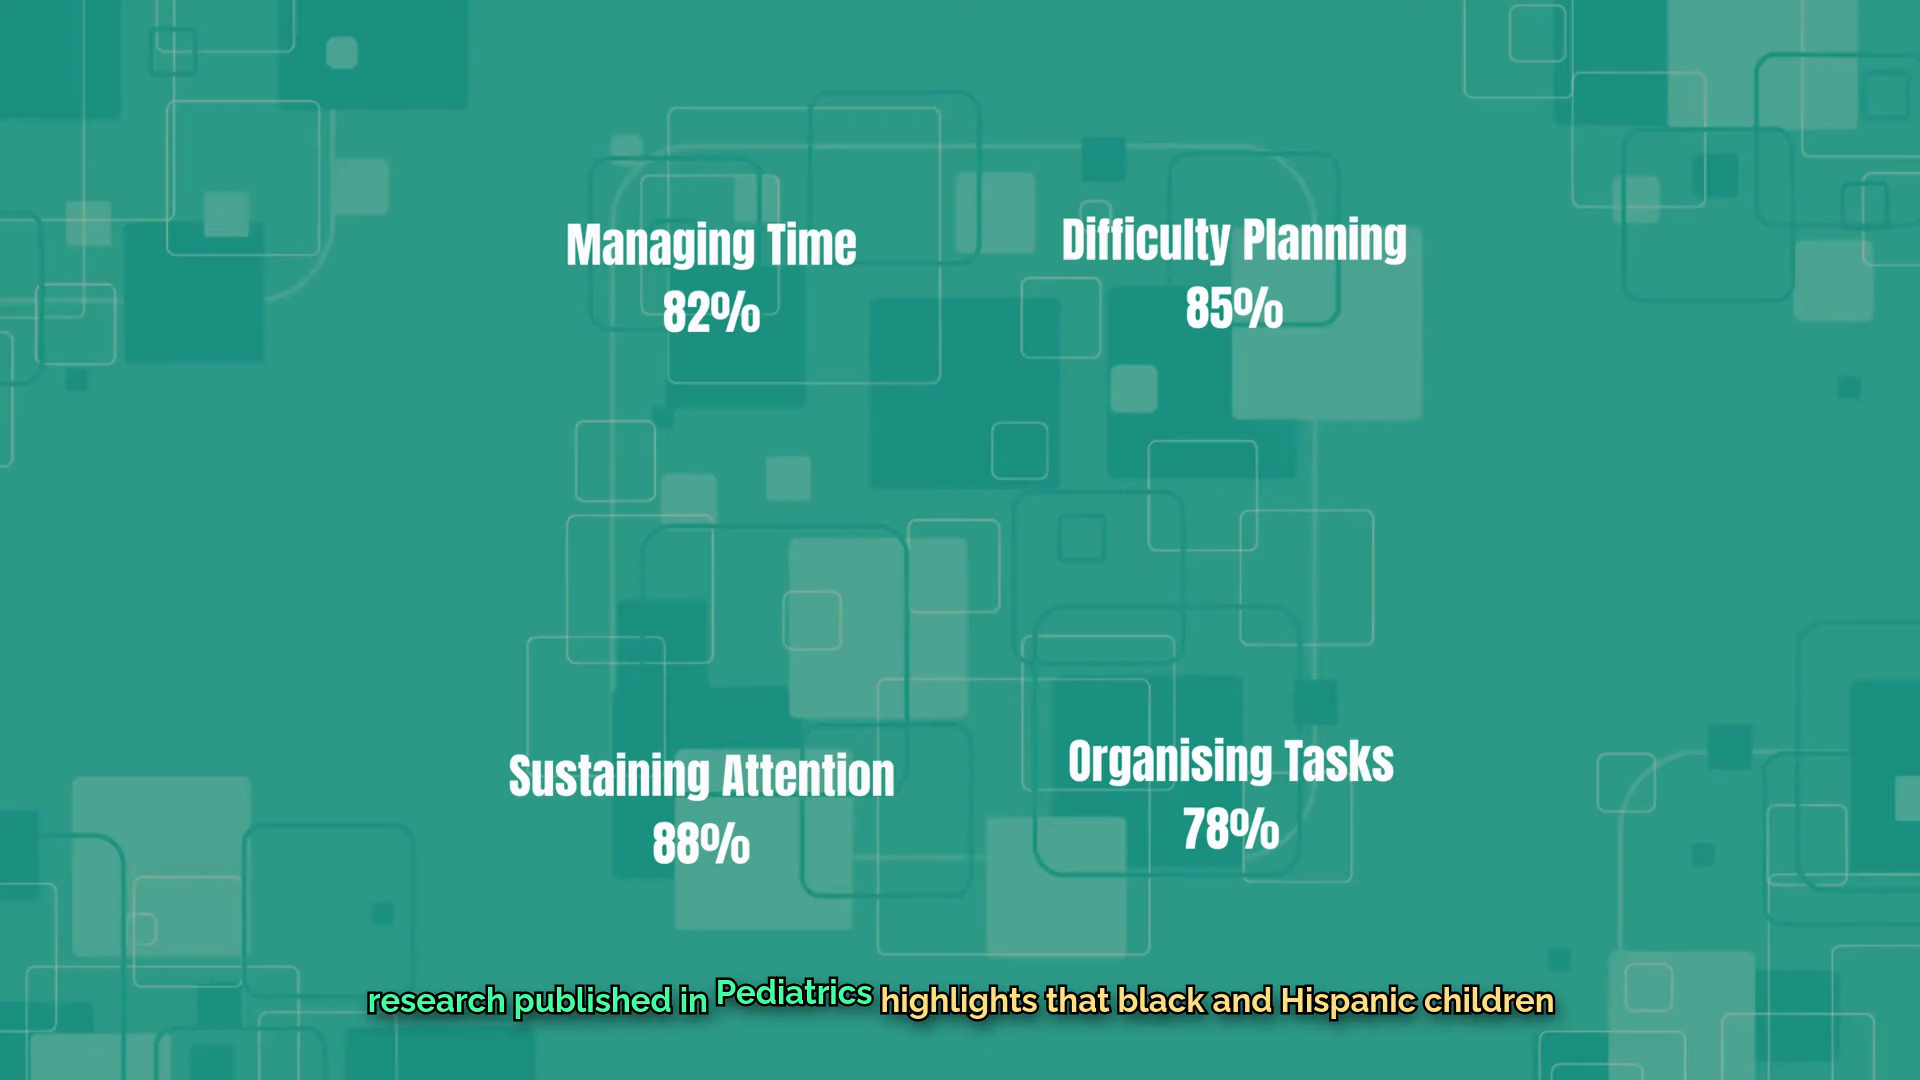 Managing Time
82%
Difficulty Planning
85%
Sustaining Attention
88%
Organising Tasks
78%
research published in Pediatrics highlights that black and Hispanic children